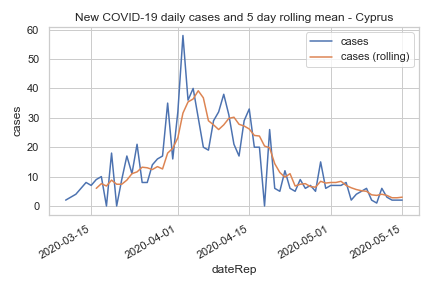 New COVID-19 daily cases and 5 day rolling mean - Cyprus
cases
cases (rolling)
60
50
40
30
20
10
0
cases
2020-03-15
2020-04-01
2020-04-15
2020-05-01
2020-05-15
dateRep